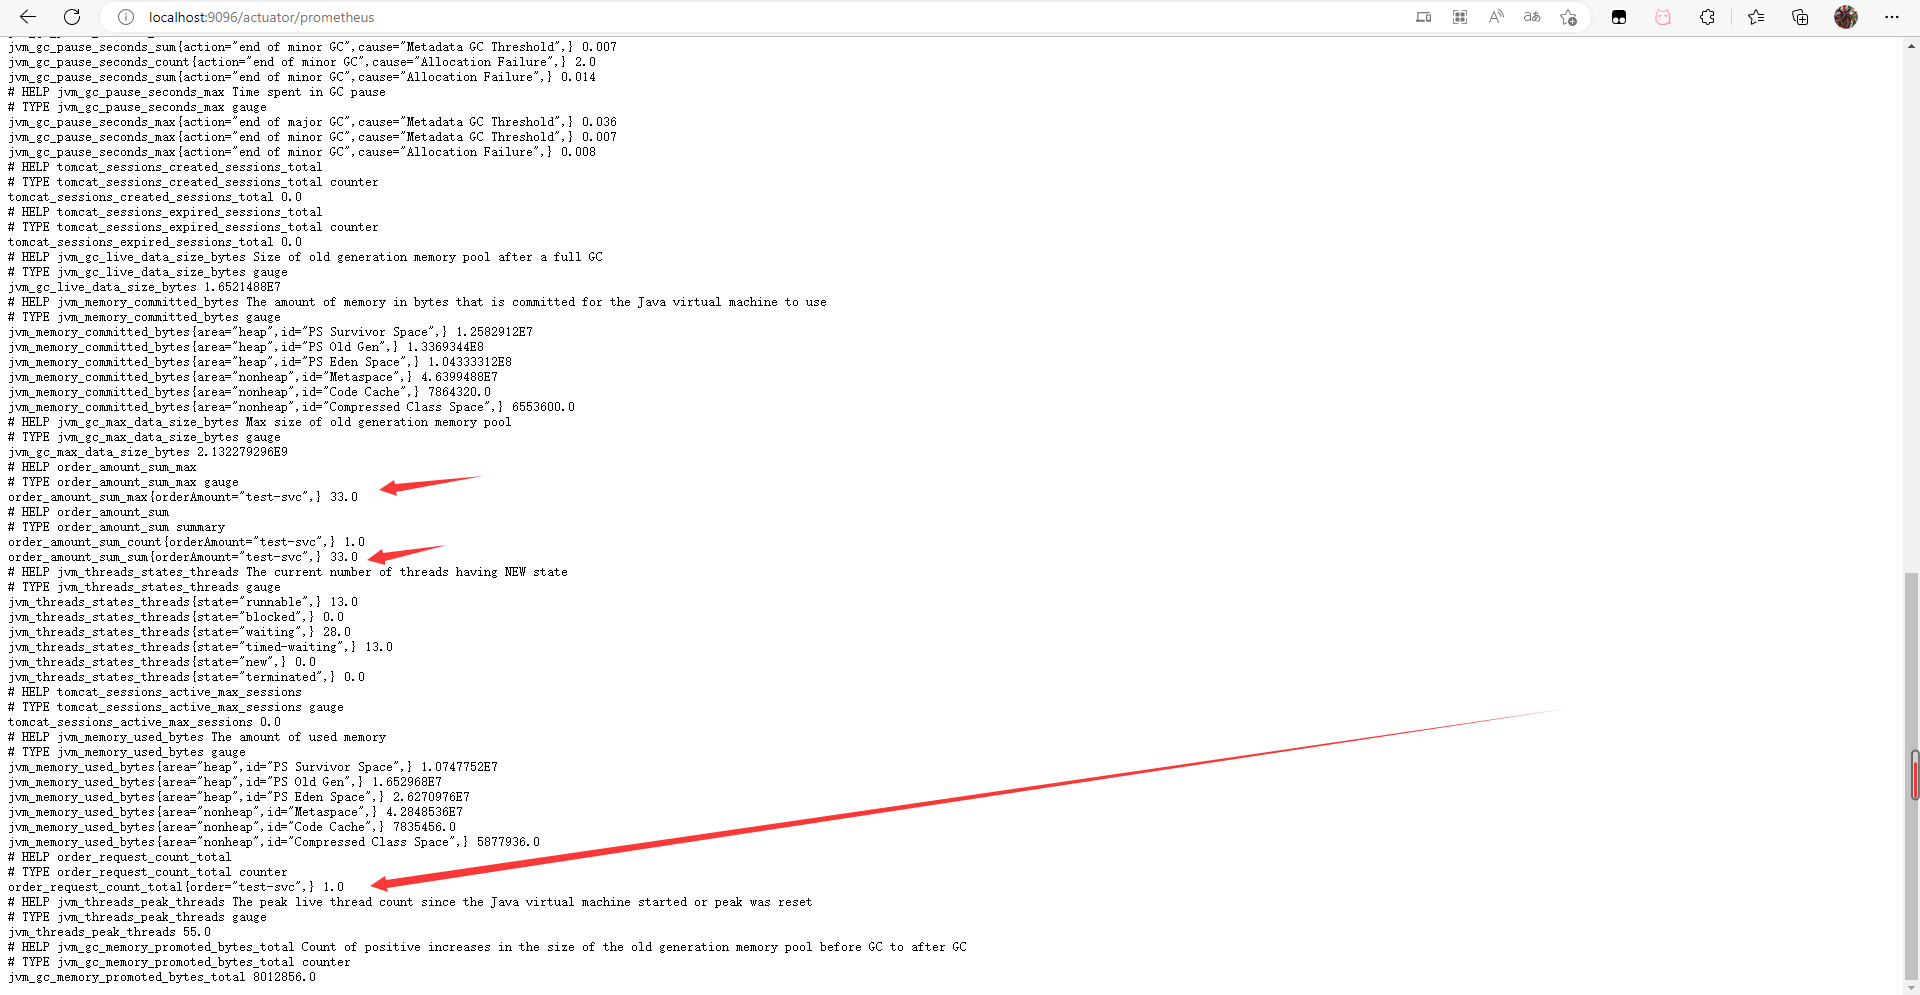 localhost:9096/actuator/prometheus
jvm_gc_pause_seconds_sum{action="end of minor GC",cause="Metadata GC Threshold",} 0.007
jvm_gc_pause_seconds_count{action="end of minor GC",cause="Allocation Failure",} 2.0
jvm_gc_pause_seconds_sum{action="end of minor GC",cause="Allocation Failure",} 0.014
# HELP jvm_gc_pause_seconds_max Time spent in GC pause
# TYPE jvm_gc_pause_seconds_max gauge
jvm_gc_pause_seconds_max{action="end of major GC",cause="Metadata GC Threshold",} 0.036
jvm_gc_pause_seconds_max{action="end of minor GC",cause="Metadata GC Threshold",} 0.007
jvm_gc_pause_seconds_max{action="end of minor GC",cause="Allocation Failure",} 0.008
# HELP tomcat_sessions_created_sessions_total
# TYPE tomcat_sessions_created_sessions_total counter
tomcat_sessions_created_sessions_total 0.0
# HELP tomcat_sessions_expired_sessions_total
# TYPE tomcat_sessions_expired_sessions_total counter
tomcat_sessions_expired_sessions_total 0.0
# HELP jvm_gc_live_data_size_bytes Size of old generation memory pool after a full GC
# TYPE jvm_gc_live_data_size_bytes gauge
jvm_gc_live_data_size_bytes 1.6521488E7
# HELP jvm_memory_committed_bytes The amount of memory in bytes that is committed for the Java virtual machine to use
# TYPE jvm_memory_committed_bytes gauge
jvm_memory_committed_bytes{area="heap",id="PS Survivor Space",} 1.2582912E7
jvm_memory_committed_bytes{area="heap",id="PS Old Gen",} 1.3369344E8
jvm_memory_committed_bytes{area="heap",id="PS Eden Space",} 1.04333312E8
jvm_memory_committed_bytes{area="nonheap",id="Metaspace",} 4.6399488E7
jvm_memory_committed_bytes{area="nonheap",id="Code Cache",} 7864320.0
jvm_memory_committed_bytes{area="nonheap",id="Compressed Class Space",} 6553600.0
# HELP jvm_gc_max_data_size_bytes Max size of old generation memory pool
# TYPE jvm_gc_max_data_size_bytes gauge
jvm_gc_max_data_size_bytes 2.132279296E9
# HELP order_amount_sum_max
# TYPE order_amount_sum_max gauge
order_amount_sum_max{orderAmount="test-svc",} 33.0
# HELP order_amount_sum
# TYPE order_amount_sum summary
order_amount_sum_count{orderAmount="test-svc",} 1.0
order_amount_sum_sum{orderAmount="test-svc",} 33.0
# HELP jvm_threads_states_threads The current number of threads having NEW state
# TYPE jvm_threads_states_threads gauge
jvm_threads_states_threads{state="runnable",} 13.0
jvm_threads_states_threads{state="blocked",} 0.0
jvm_threads_states_threads{state="waiting",} 28.0
jvm_threads_states_threads{state="timed-waiting",} 13.0
jvm_threads_states_threads{state="new",} 0.0
jvm_threads_states_threads{state="terminated",} 0.0
# HELP tomcat_sessions_active_max_sessions
# TYPE tomcat_sessions_active_max_sessions gauge
tomcat_sessions_active_max_sessions 0.0
# HELP jvm_memory_used_bytes The amount of used memory
# TYPE jvm_memory_used_bytes gauge
jvm_memory_used_bytes{area="heap",id="PS Survivor Space",} 1.0747752E7
jvm_memory_used_bytes{area="heap",id="PS Old Gen",} 1.652968E7
jvm_memory_used_bytes{area="heap",id="PS Eden Space",} 2.6270976E7
jvm_memory_used_bytes{area="nonheap",id="Metaspace",} 4.2848536E7
jvm_memory_used_bytes{area="nonheap",id="Code Cache",} 7835456.0
jvm_memory_used_bytes{area="nonheap",id="Compressed Class Space",} 5877936.0
# HELP order_request_count_total
# TYPE order_request_count_total counter
order_request_count_total{order="test-svc",} 1.0
# HELP jvm_threads_peak_threads The peak live thread count since the Java virtual machine started or peak was reset
# TYPE jvm_threads_peak_threads gauge
jvm_threads_peak_threads 55.0
# HELP jvm_gc_memory_promoted_bytes_total Count of positive increases in the size of the old generation memory pool before GC to after GC
# TYPE jvm_gc_memory_promoted_bytes_total counter
jvm_gc_memory_promoted_bytes_total 8012856.0